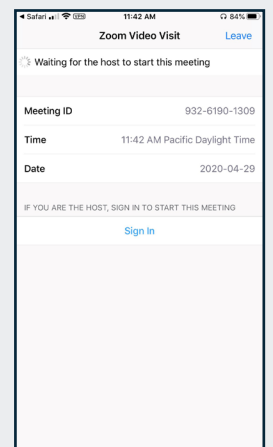 Safari VPN 11:42 AM 84%
Zoom Video Visit Leave
Waiting for the host to start this meeting
Meeting ID 932-6190-1309
Time 11:42 AM Pacific Daylight Time
Date 2020-04-29
IF YOU ARE THE HOST, SIGN IN TO START THIS MEETING
Sign In